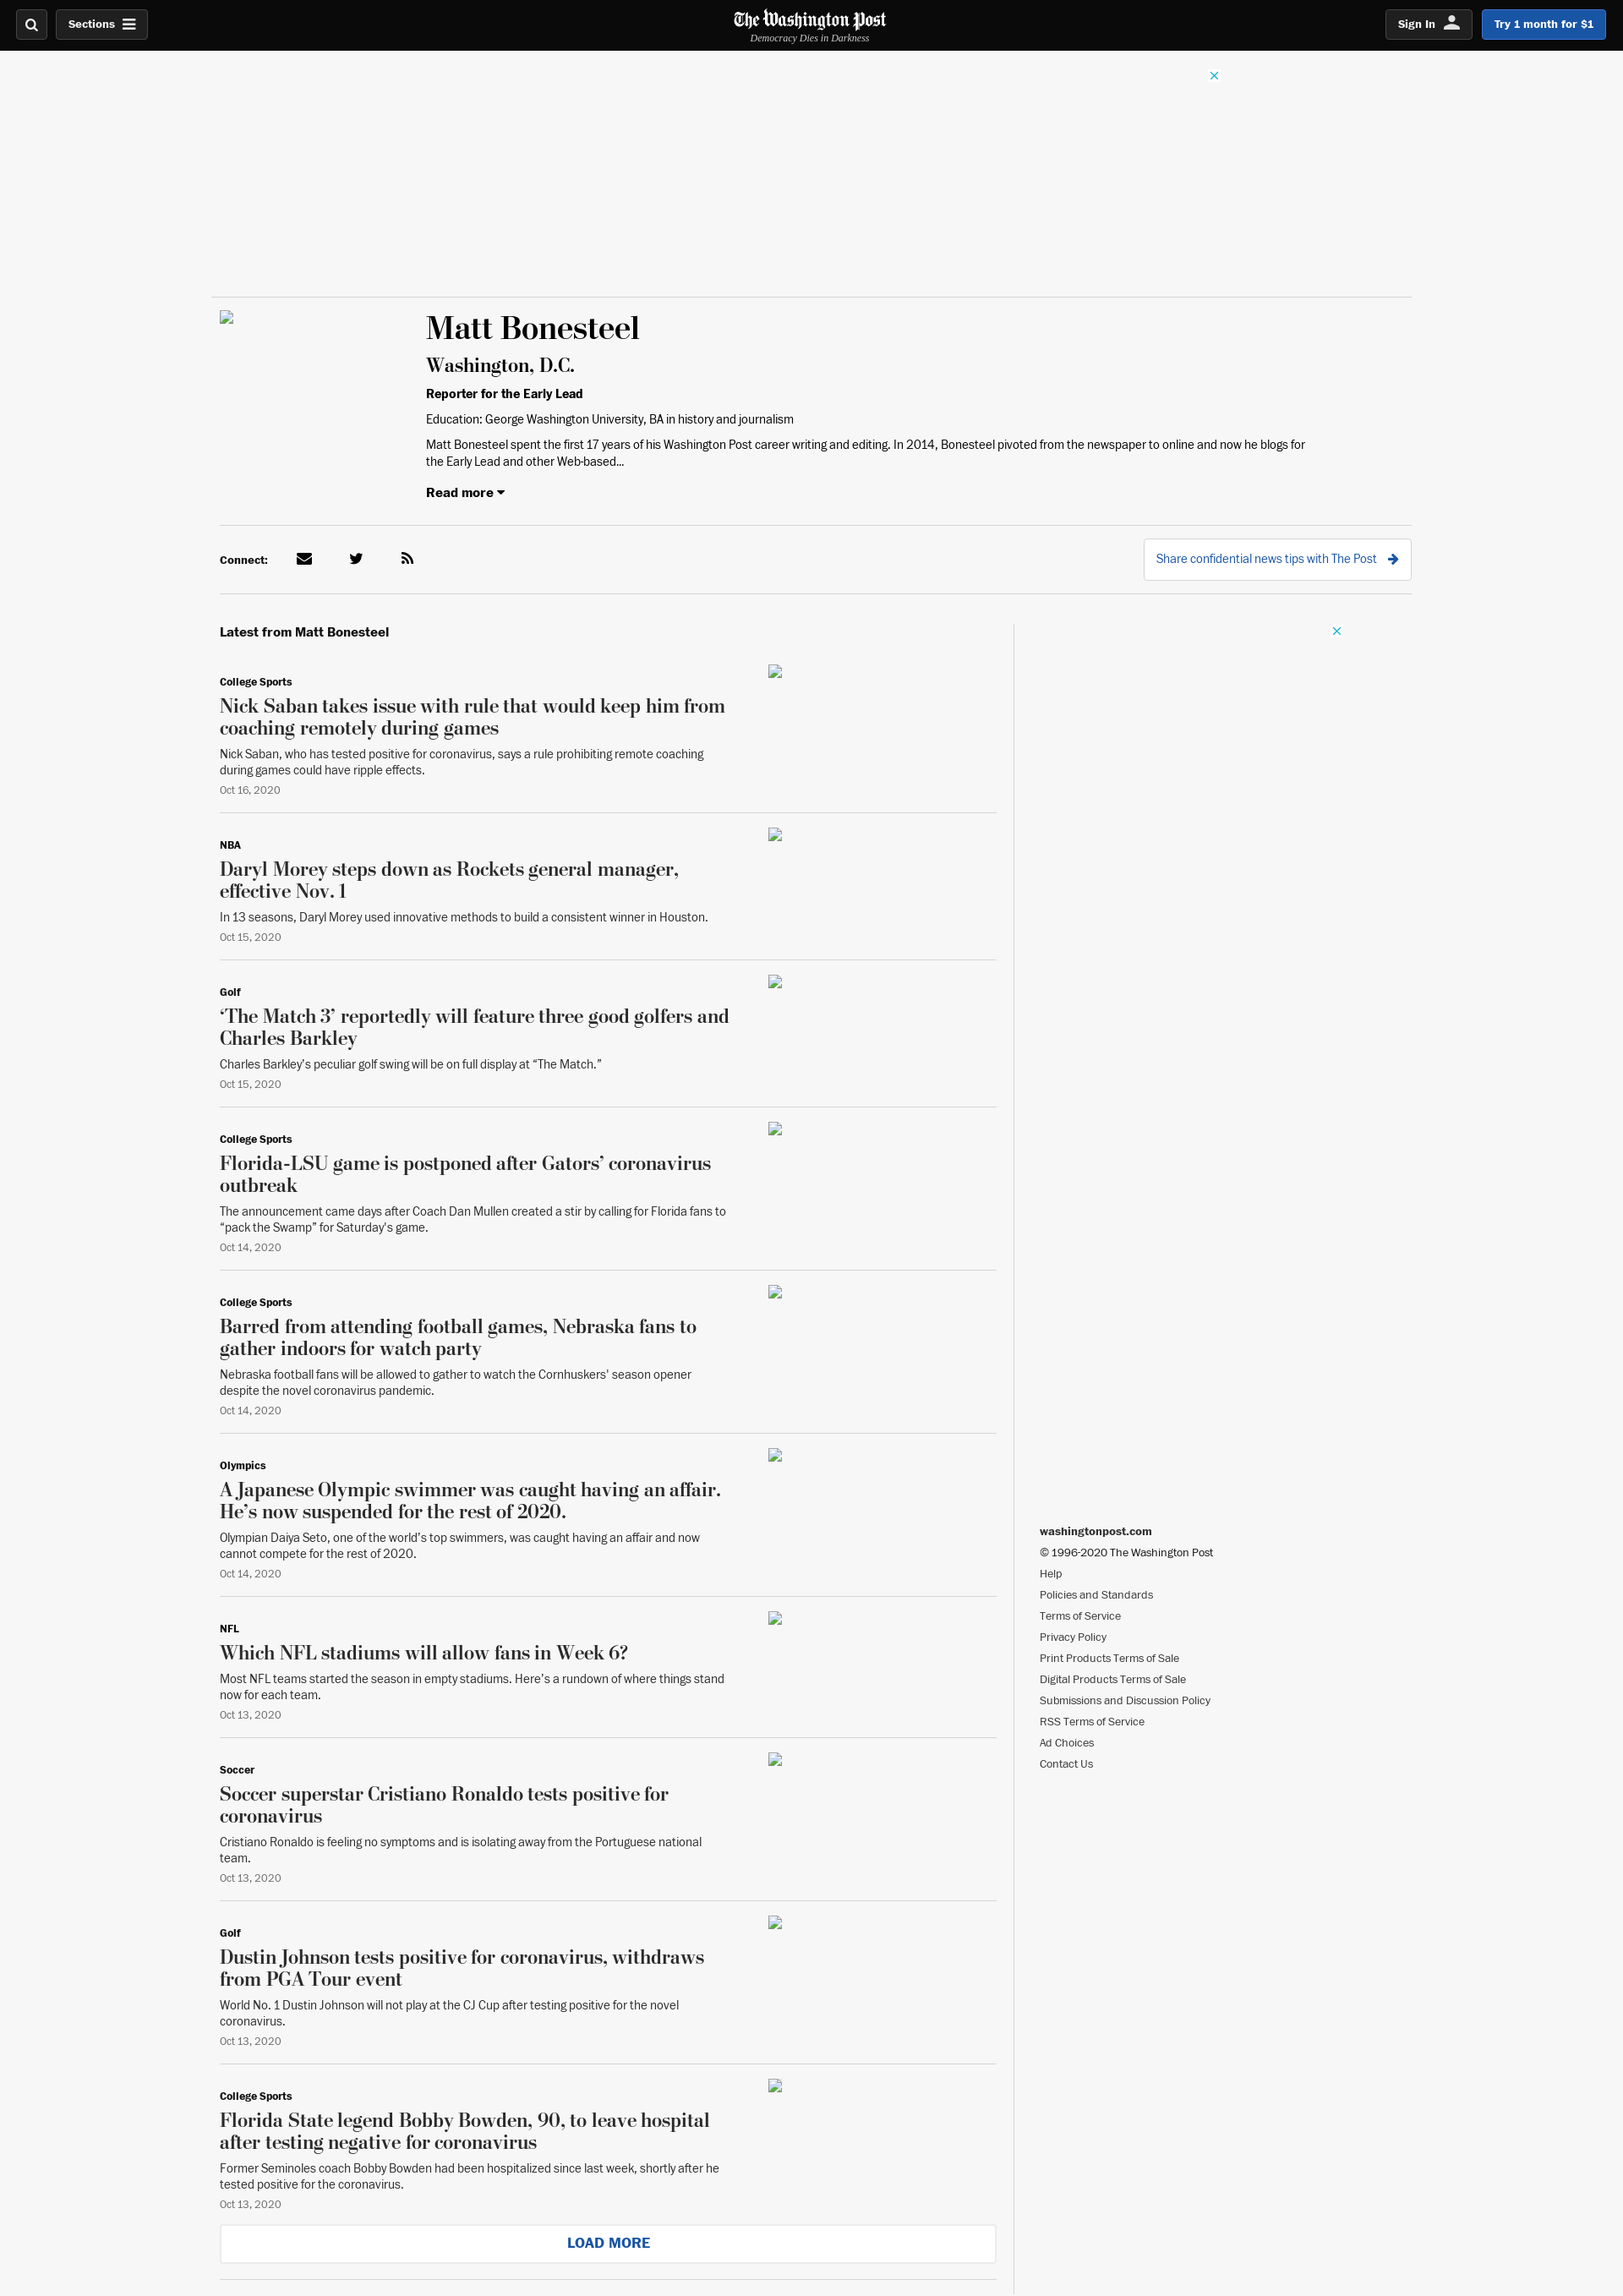 Sections
The Washington Post
Democracy Dies in Darkness
Sign In
Try 1 month for $1
Matt Bonesteel
Washington, D.C.
Reporter for the Early Lead
Education: George Washington University, BA in history and journalism
Matt Bonesteel spent the first 17 years of his Washington Post career writing and editing. In 2014, Bonesteel pivoted from the newspaper to online and now he blogs for
the Early Lead and other Web-based...
Read more
Connect:
Share confidential news tips with The Post
Latest from Matt Bonesteel
College Sports
Nick Saban takes issue with rule that would keep him from
coaching remotely during games
Nick Saban, who has tested positive for coronavirus, says a rule prohibiting remote coaching
during games could have ripple effects.
Oct 16, 2020
NBA
Daryl Morey steps down as Rockets general manager,
effective Nov. 1
In 13 seasons, Daryl Morey used innovative methods to build a consistent winner in Houston.
Oct 15, 2020
Golf
‘The Match 3’ reportedly will feature three good golfers and
Charles Barkley
Charles Barkley’s peculiar golf swing will be on full display at “The Match.”
Oct 15, 2020
College Sports
Florida-LSU game is postponed after Gators’ coronavirus
outbreak
The announcement came days after Coach Dan Mullen created a stir by calling for Florida fans to
“pack the Swamp” for Saturday's game.
Oct 14, 2020
College Sports
Barred from attending football games, Nebraska fans to
gather indoors for watch party
Nebraska football fans will be allowed to gather to watch the Cornhuskers' season opener
despite the novel coronavirus pandemic.
Oct 14, 2020
Olympics
A Japanese Olympic swimmer was caught having an affair.
He’s now suspended for the rest of 2020.
Olympian Daiya Seto, one of the world’s top swimmers, was caught having an affair and now
cannot compete for the rest of 2020.
Oct 14, 2020
NFL
Which NFL stadiums will allow fans in Week 6?
Most NFL teams started the season in empty stadiums. Here’s a rundown of where things stand
now for each team.
Oct 13, 2020
Soccer
Soccer superstar Cristiano Ronaldo tests positive for
coronavirus
Cristiano Ronaldo is feeling no symptoms and is isolating away from the Portuguese national
team.
Oct 13, 2020
Golf
Dustin Johnson tests positive for coronavirus, withdraws
from PGA Tour event
World No. 1 Dustin Johnson will not play at the CJ Cup after testing positive for the novel
coronavirus.
Oct 13, 2020
College Sports
Florida State legend Bobby Bowden, 90, to leave hospital
after testing negative for coronavirus
Former Seminoles coach Bobby Bowden had been hospitalized since last week, shortly after he
tested positive for the coronavirus.
Oct 13, 2020
LOAD MORE
washingtonpost.com
© 1996-2020 The Washington Post
Help
Policies and Standards
Terms of Service
Privacy Policy
Print Products Terms of Sale
Digital Products Terms of Sale
Submissions and Discussion Policy
RSS Terms of Service
Ad Choices
Contact Us